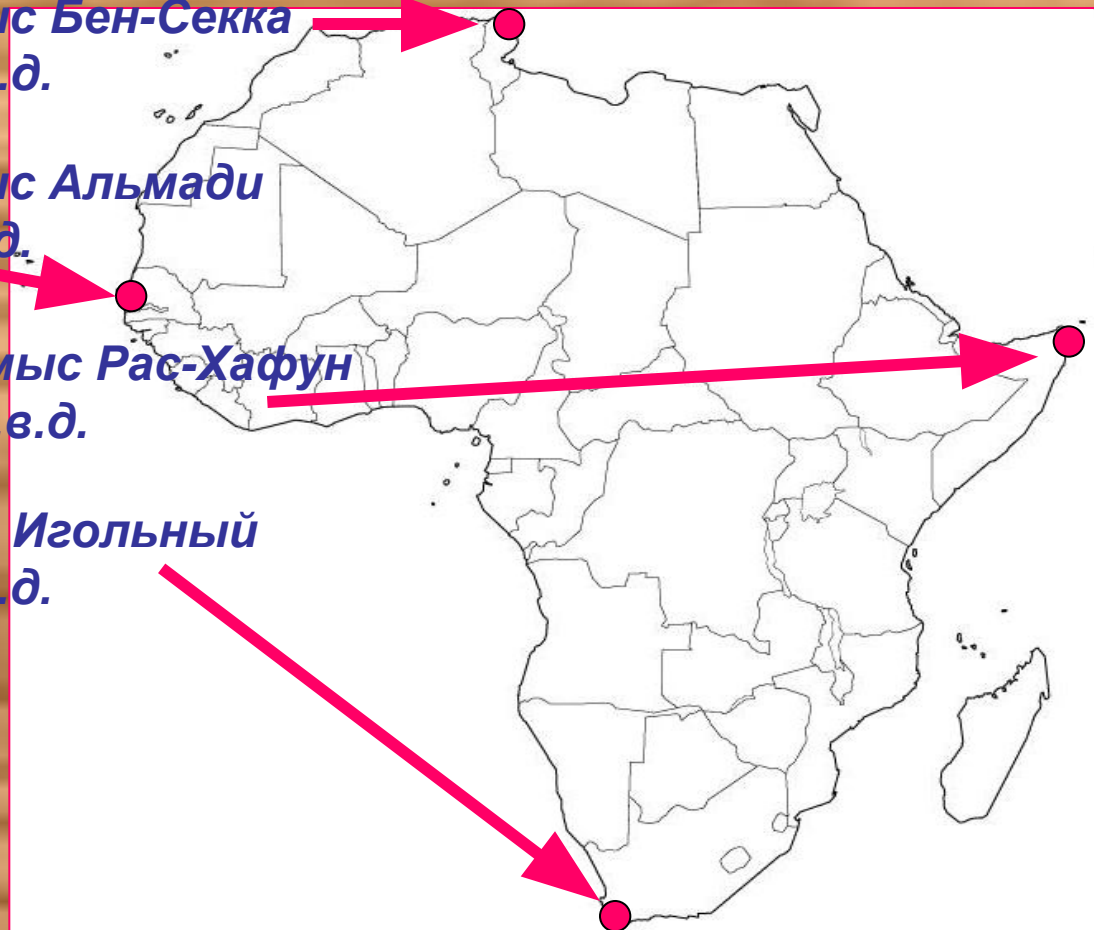 ыс Бен-Секка
.д.
ыс Альмади
д.
мыс Рас-Хафун
.в.д.
Игольный
.д.